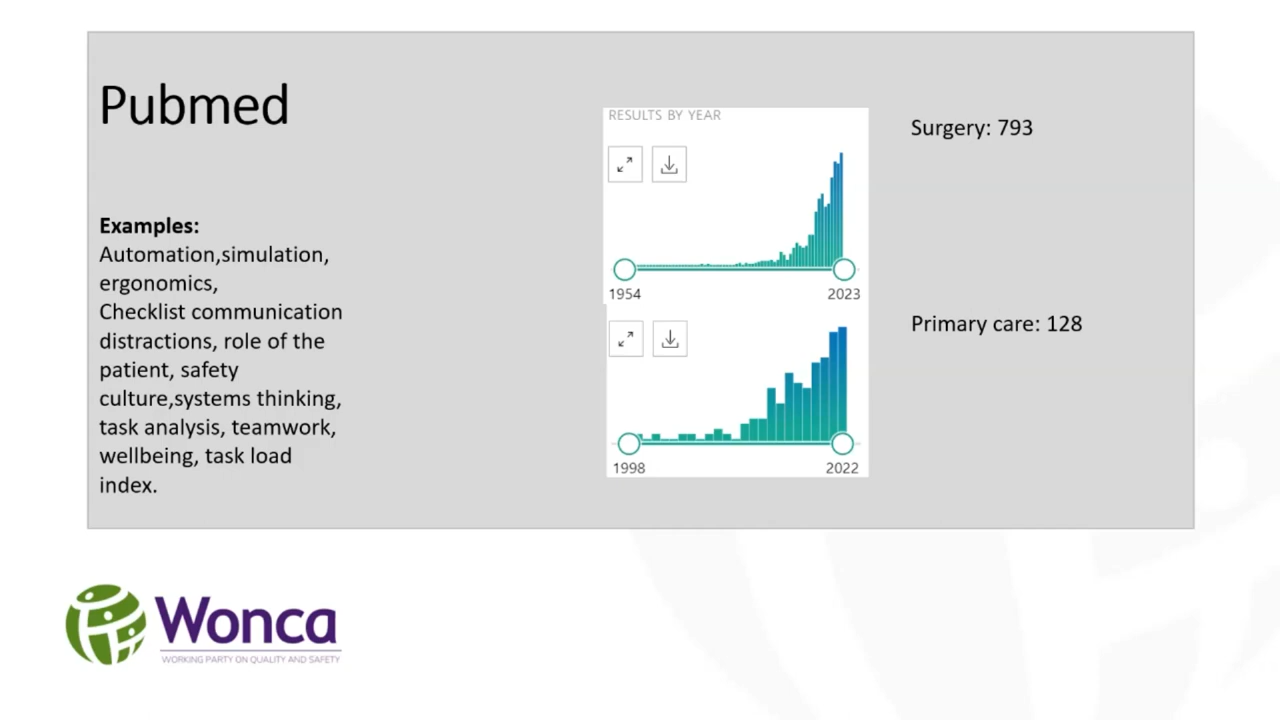 Pubmed
Examples:
Automation,simulation,
ergonomics,
Checklist communication
distractions, role of the
patient, safety
culture,systems thinking,
task analysis, teamwork,
wellbeing, task load
index.
RESULTS BY YEAR
1954
2023
1998
2022
Surgery: 793
Primary care: 128
Wonca
WORKING PARTY ON QUALITY AND SAFETY